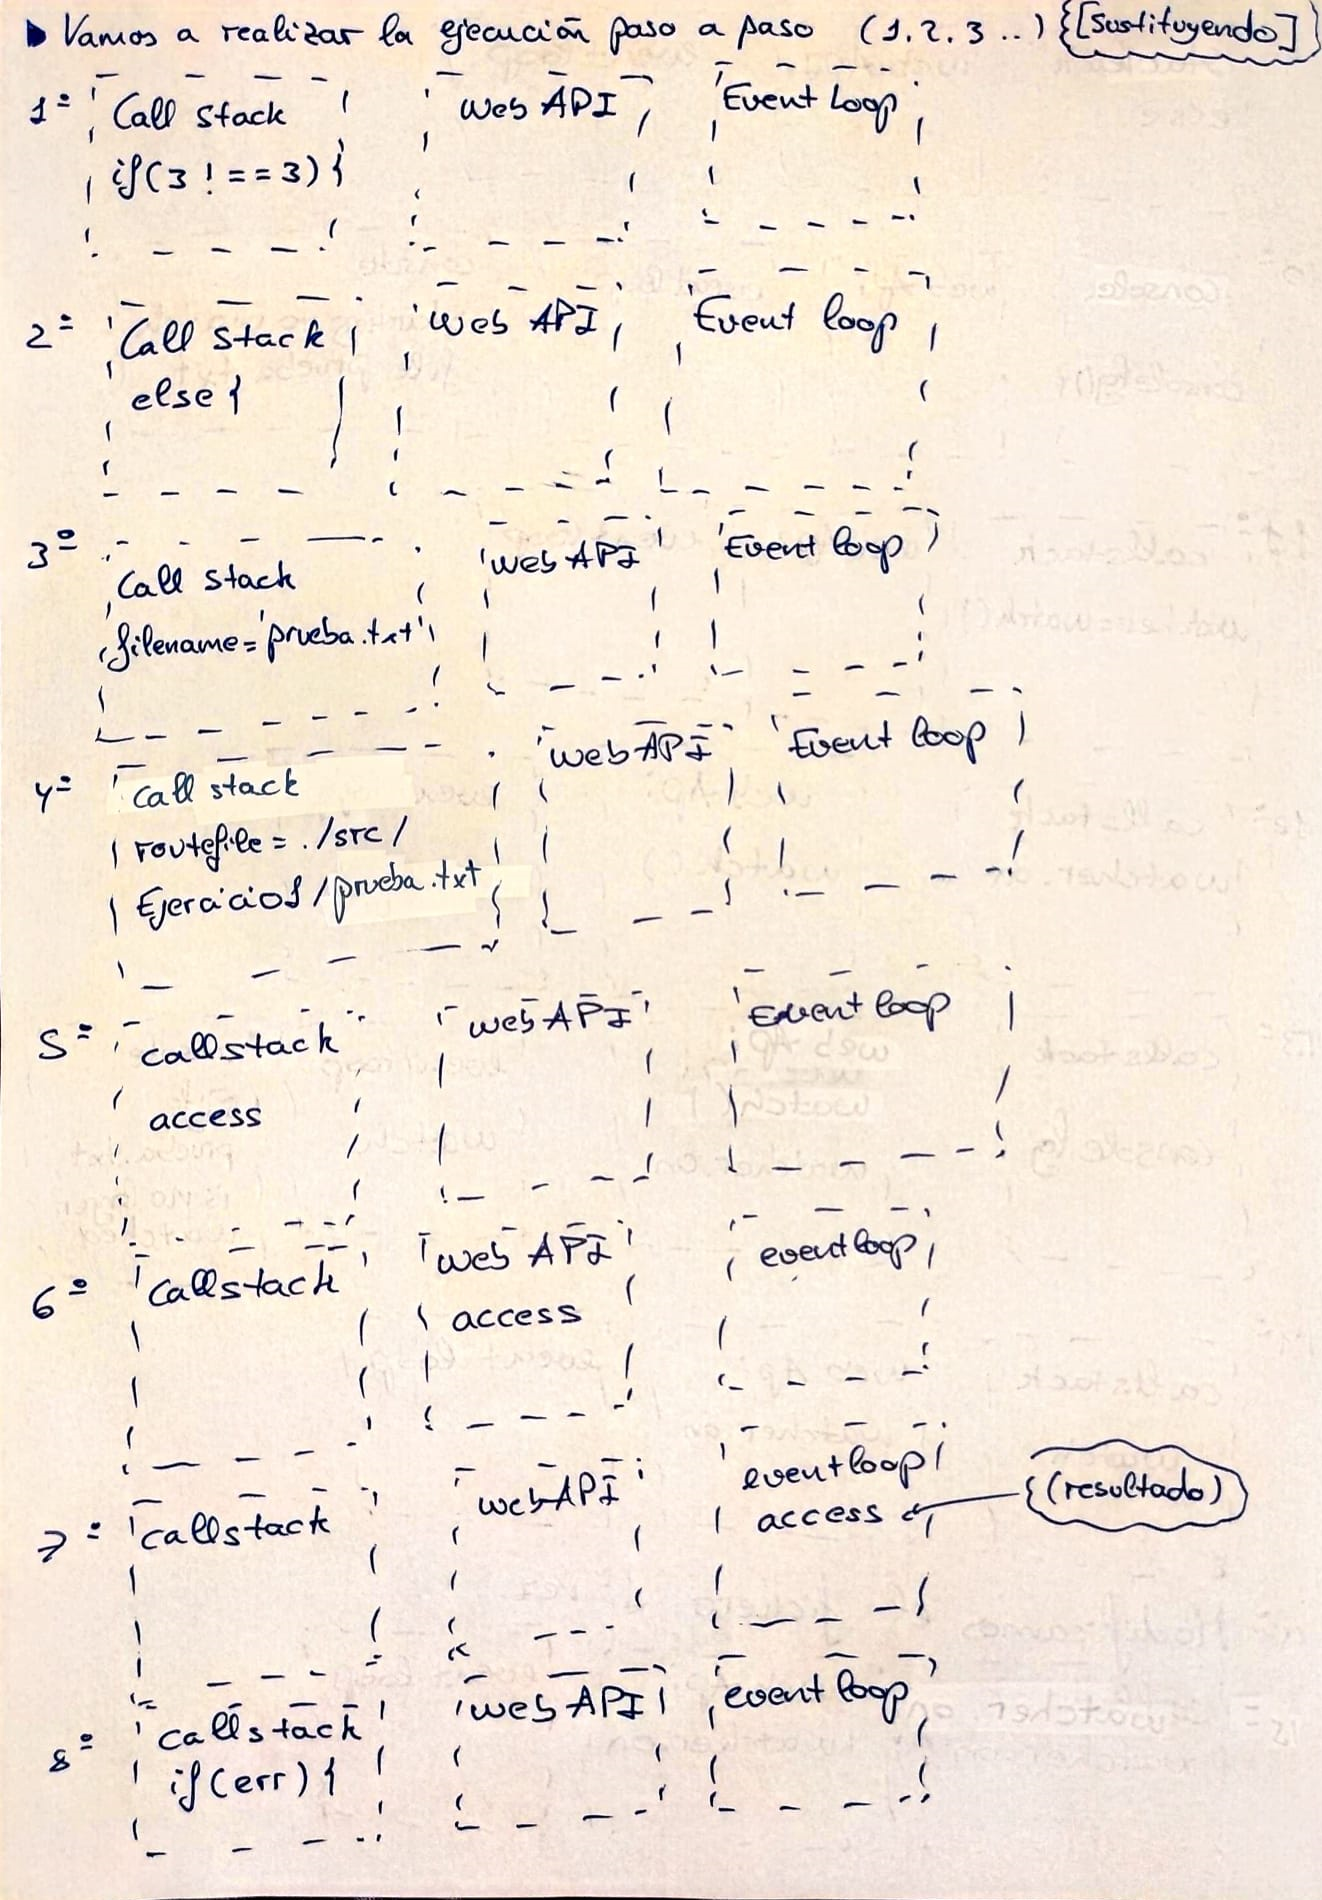 ▶ Vamos a realizar la ejecución paso a paso (1.2.3...) {[Sustituyendo]}
1º Call stack Web API Event Loop
if(3!==3){
2º Call stack Web API Event loop
else{
3º Call stack Web API Event loop
filename='prueba.txt'
4º Call stack Web API Event loop
routefile = ./src/
Ejercicios/prueba.txt
5º callstack Web API Event loop
access
6º callstack Web API event loop
access
7º callstack Web API event loop
access (resultado)
8º callstack Web API event loop
if(err){